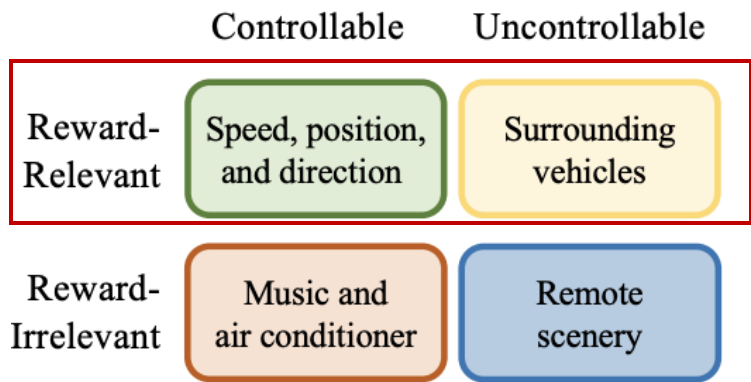 Controllable Uncontrollable
Reward-
Relevant
Speed, position,
and direction
Surrounding
vehicles
Reward-
Irrelevant
Music and
air conditioner
Remote
scenery